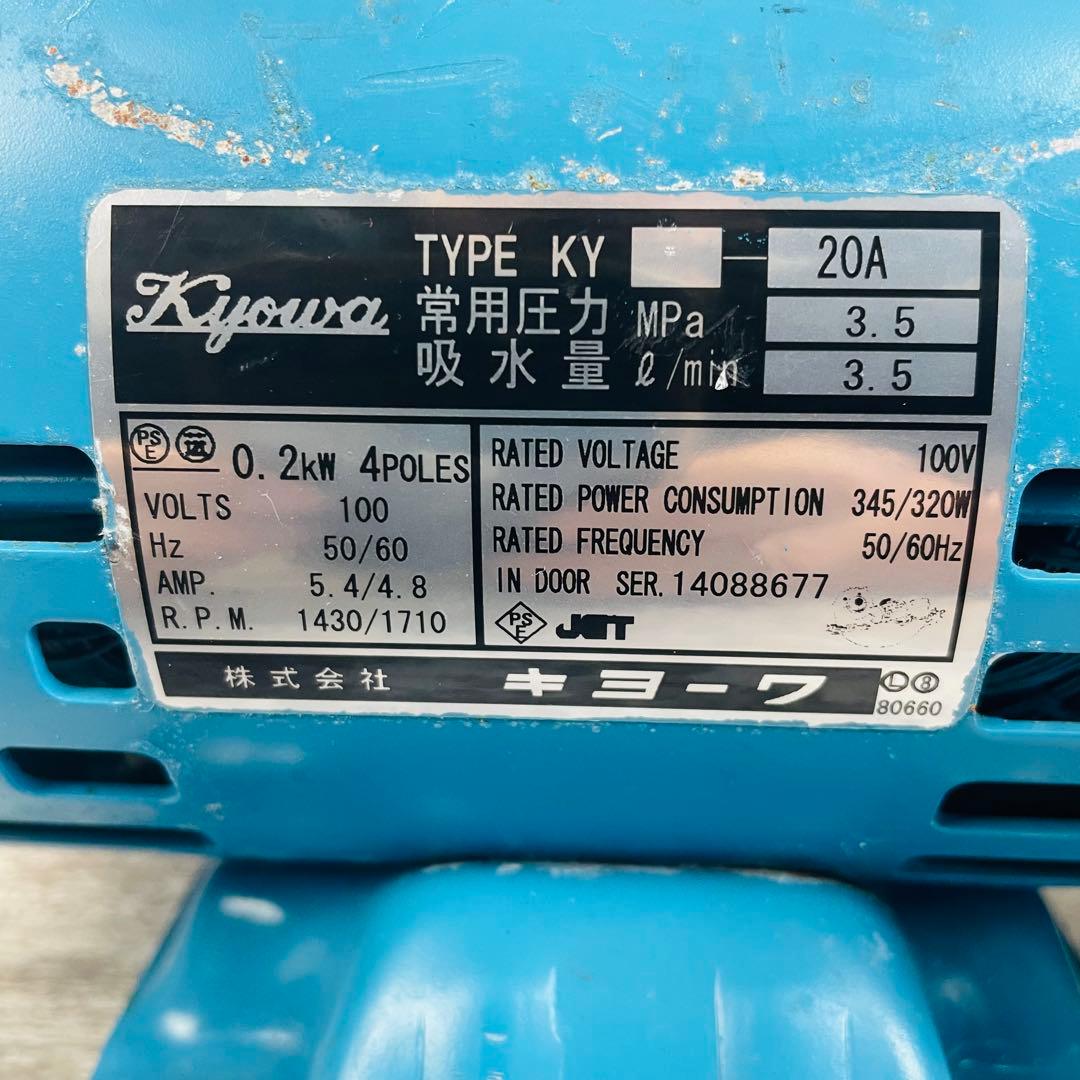 Kyowa
TYPE KY - 20A
常用圧力 MPa 3.5
吸水量 ℓ/min 3.5
PSE 0.2kW 4POLES
VOLTS 100
Hz 50/60
AMP. 5.4/4.8
R.P.M. 1430/1710
RATED VOLTAGE 100V
RATED POWER CONSUMPTION 345/320W
RATED FREQUENCY 50/60Hz
IN DOOR SER. 14088677
PSE JET
株式会社 キヨーワ
L 8
80660